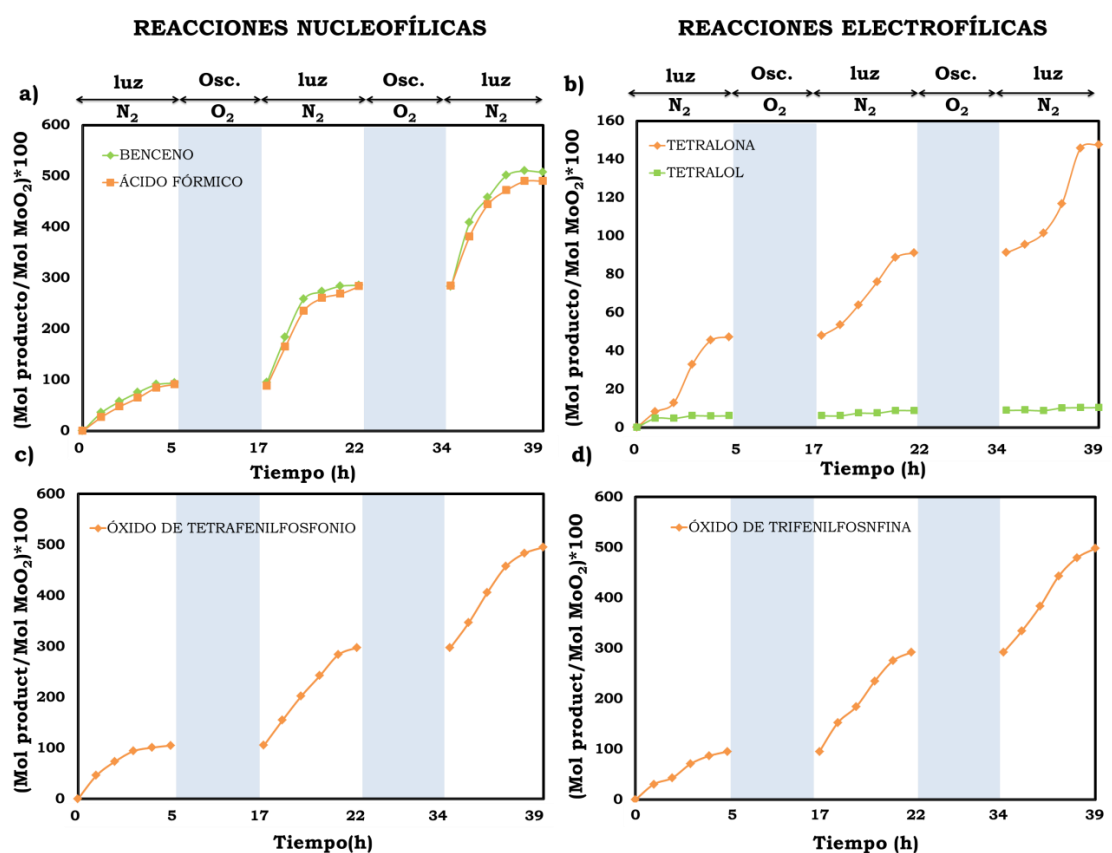 REACCIONES NUCLEOFÍLICAS
REACCIONES ELECTROFÍLICAS
a)
luz Osc. luz Osc. luz
N₂ O₂ N₂ O₂ N₂
(Mol producto/Mol MoO₂)*100
600
500
400
300
200
100
0
BENCENO
ÁCIDO FÓRMICO
0 5 17 22 34 39
Tiempo (h)
b)
luz Osc. luz Osc. luz
N₂ O₂ N₂ O₂ N₂
(Mol producto/Mol MoO₂)*100
160
140
120
100
80
60
40
20
0
TETRALONA
TETRALOL
0 5 17 22 34 39
Tiempo (h)
c)
(Mol product/Mol MoO₂)*100
600
500
400
300
200
100
0
ÓXIDO DE TETRAFENILFOSFONIO
0 5 17 22 34 39
Tiempo(h)
d)
(Mol product/Mol MoO₂)*100
600
500
400
300
200
100
0
ÓXIDO DE TRIFENILFOSNFINA
0 5 17 22 34 39
Tiempo (h)